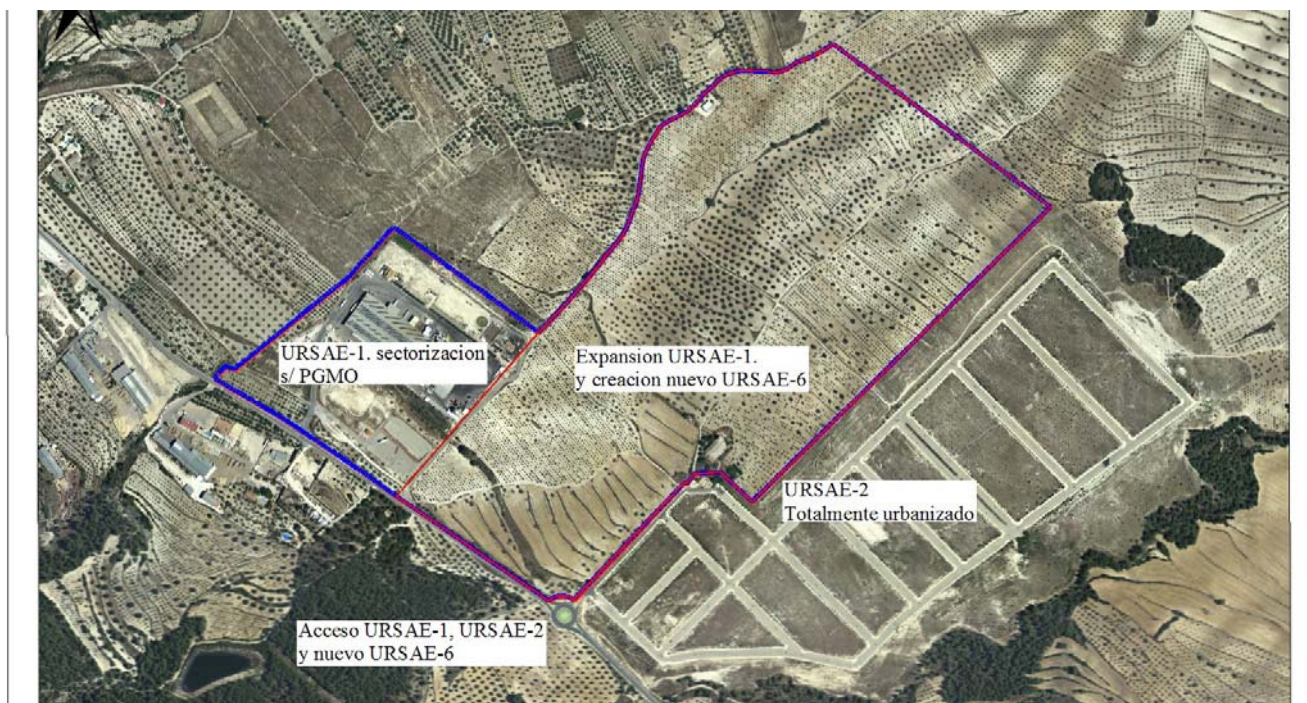 URSAE-1. sectorizacion
s/ PGMO
Expansion URSAE-1.
y creacion nuevo URSAE-6
URSAE-2
Totalmente urbanizado
Acceso URSAE-1, URSAE-2
y nuevo URSAE-6